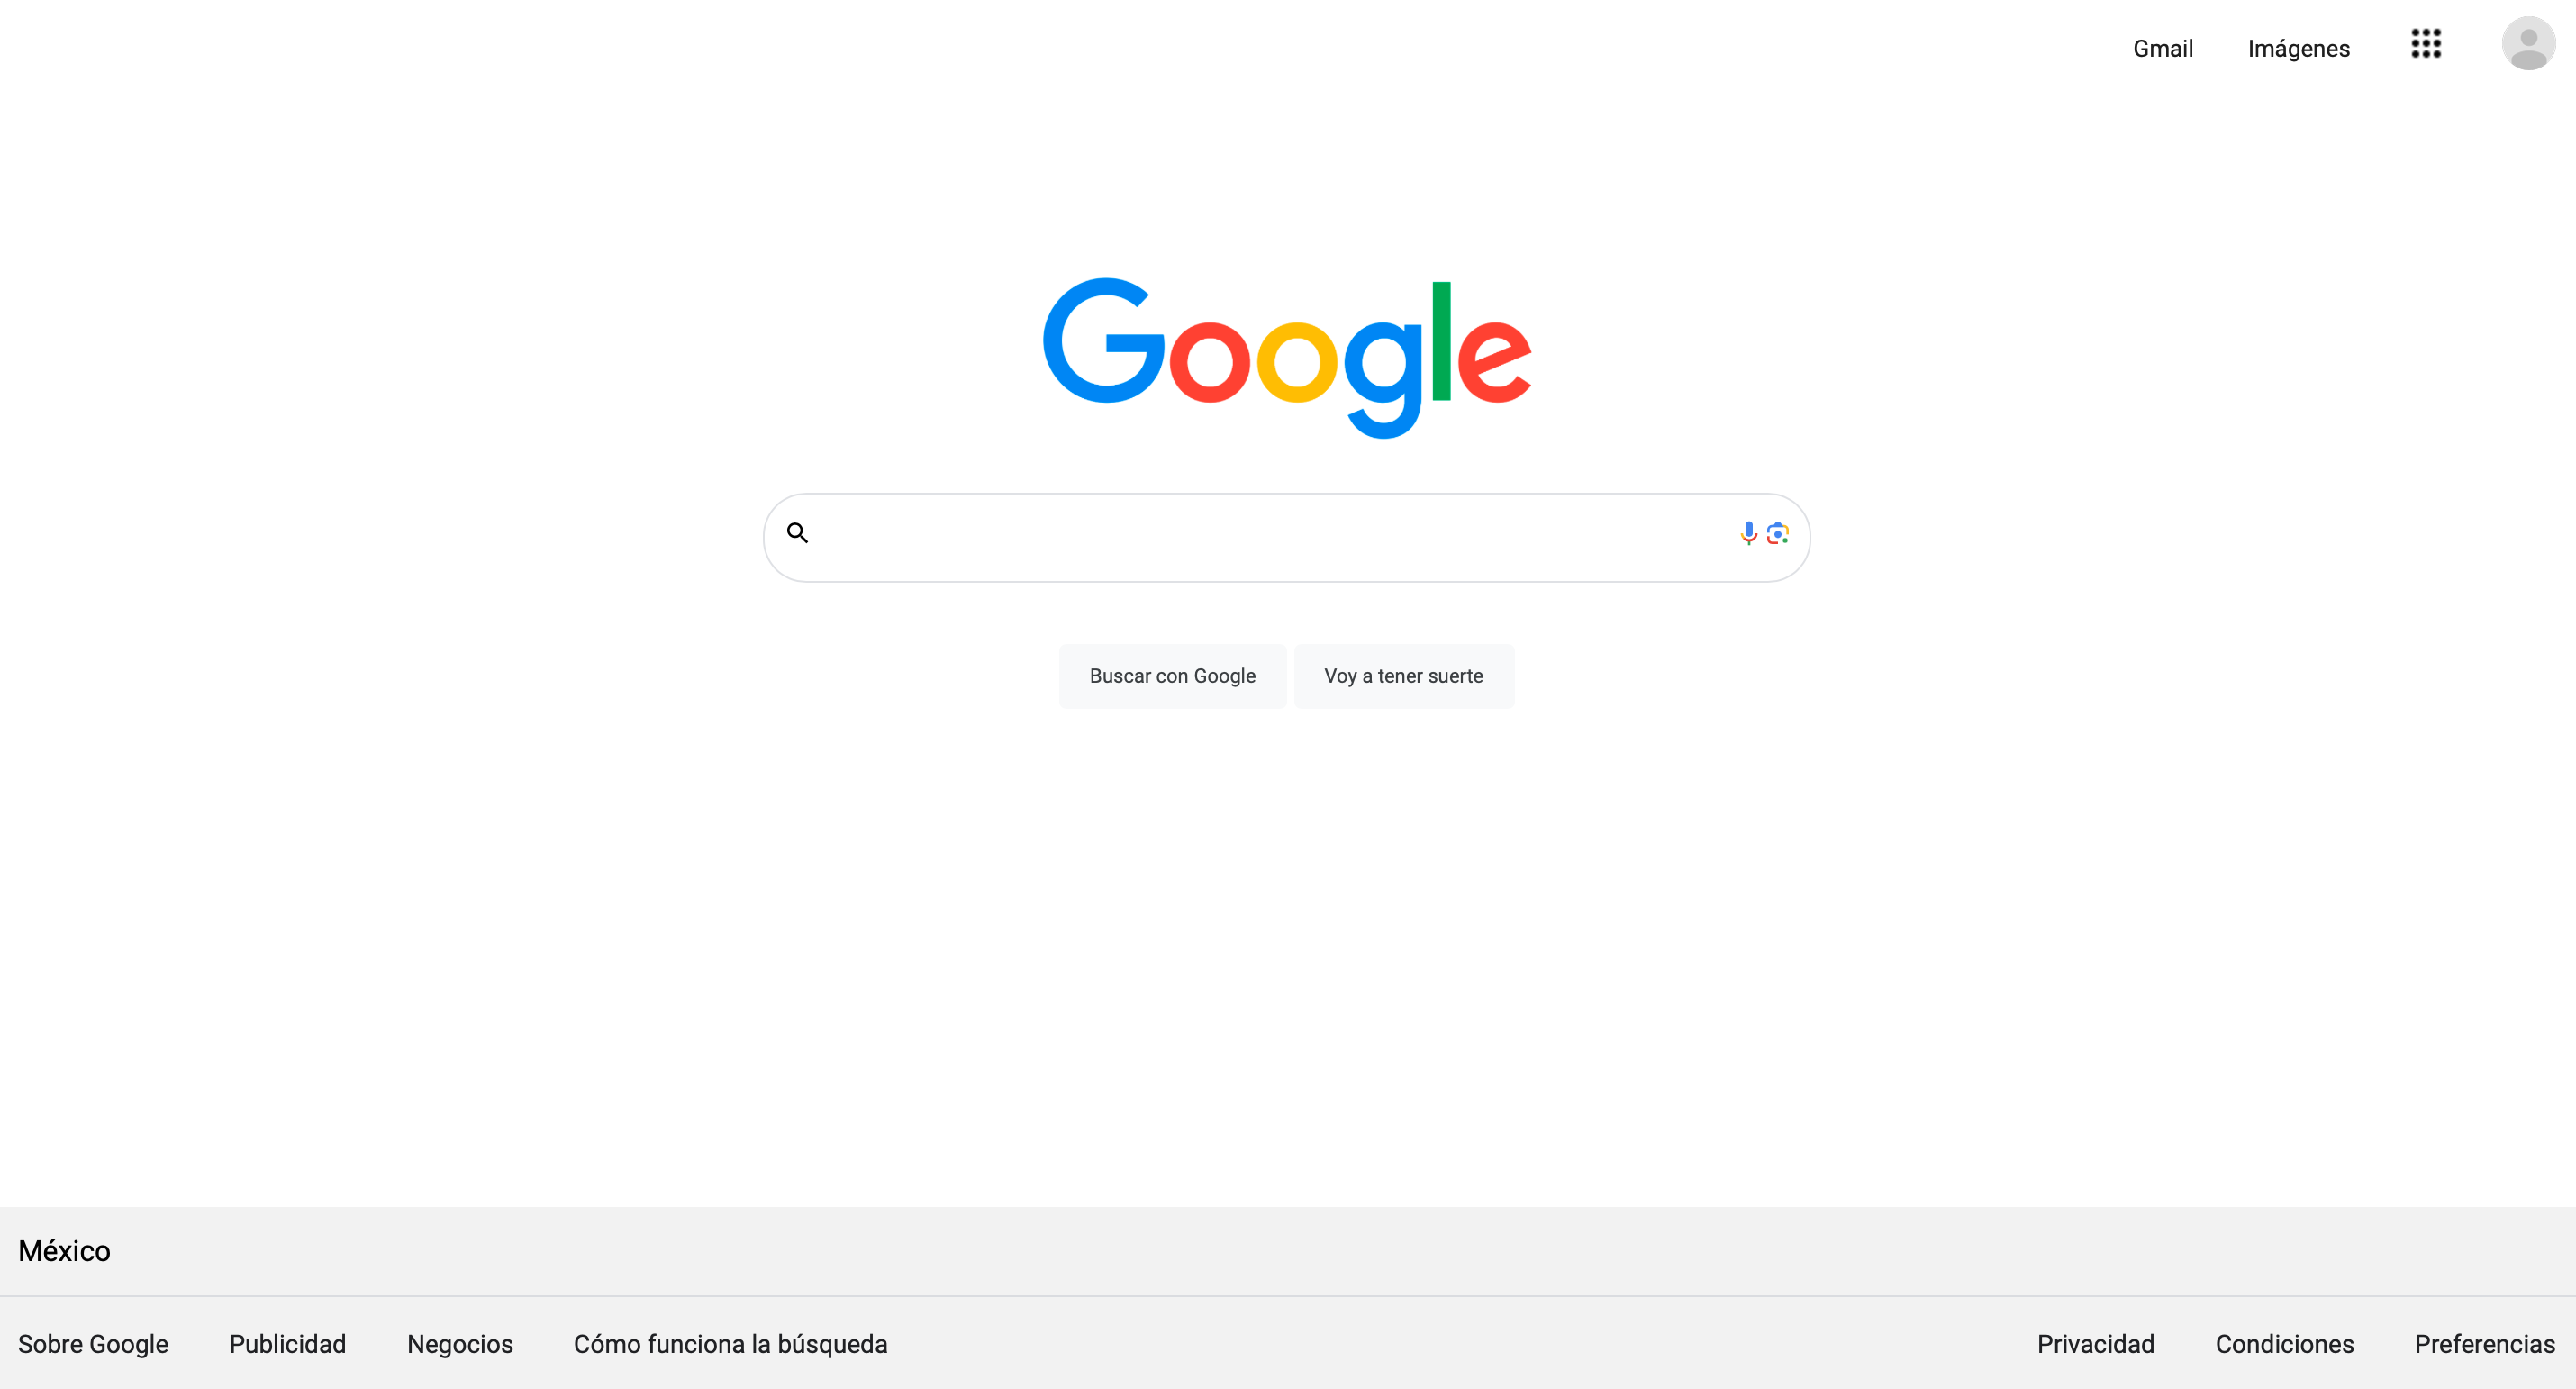 Gmail Imágenes
Google
Buscar con Google Voy a tener suerte
México
Sobre Google Publicidad Negocios Cómo funciona la búsqueda Privacidad Condiciones Preferencias